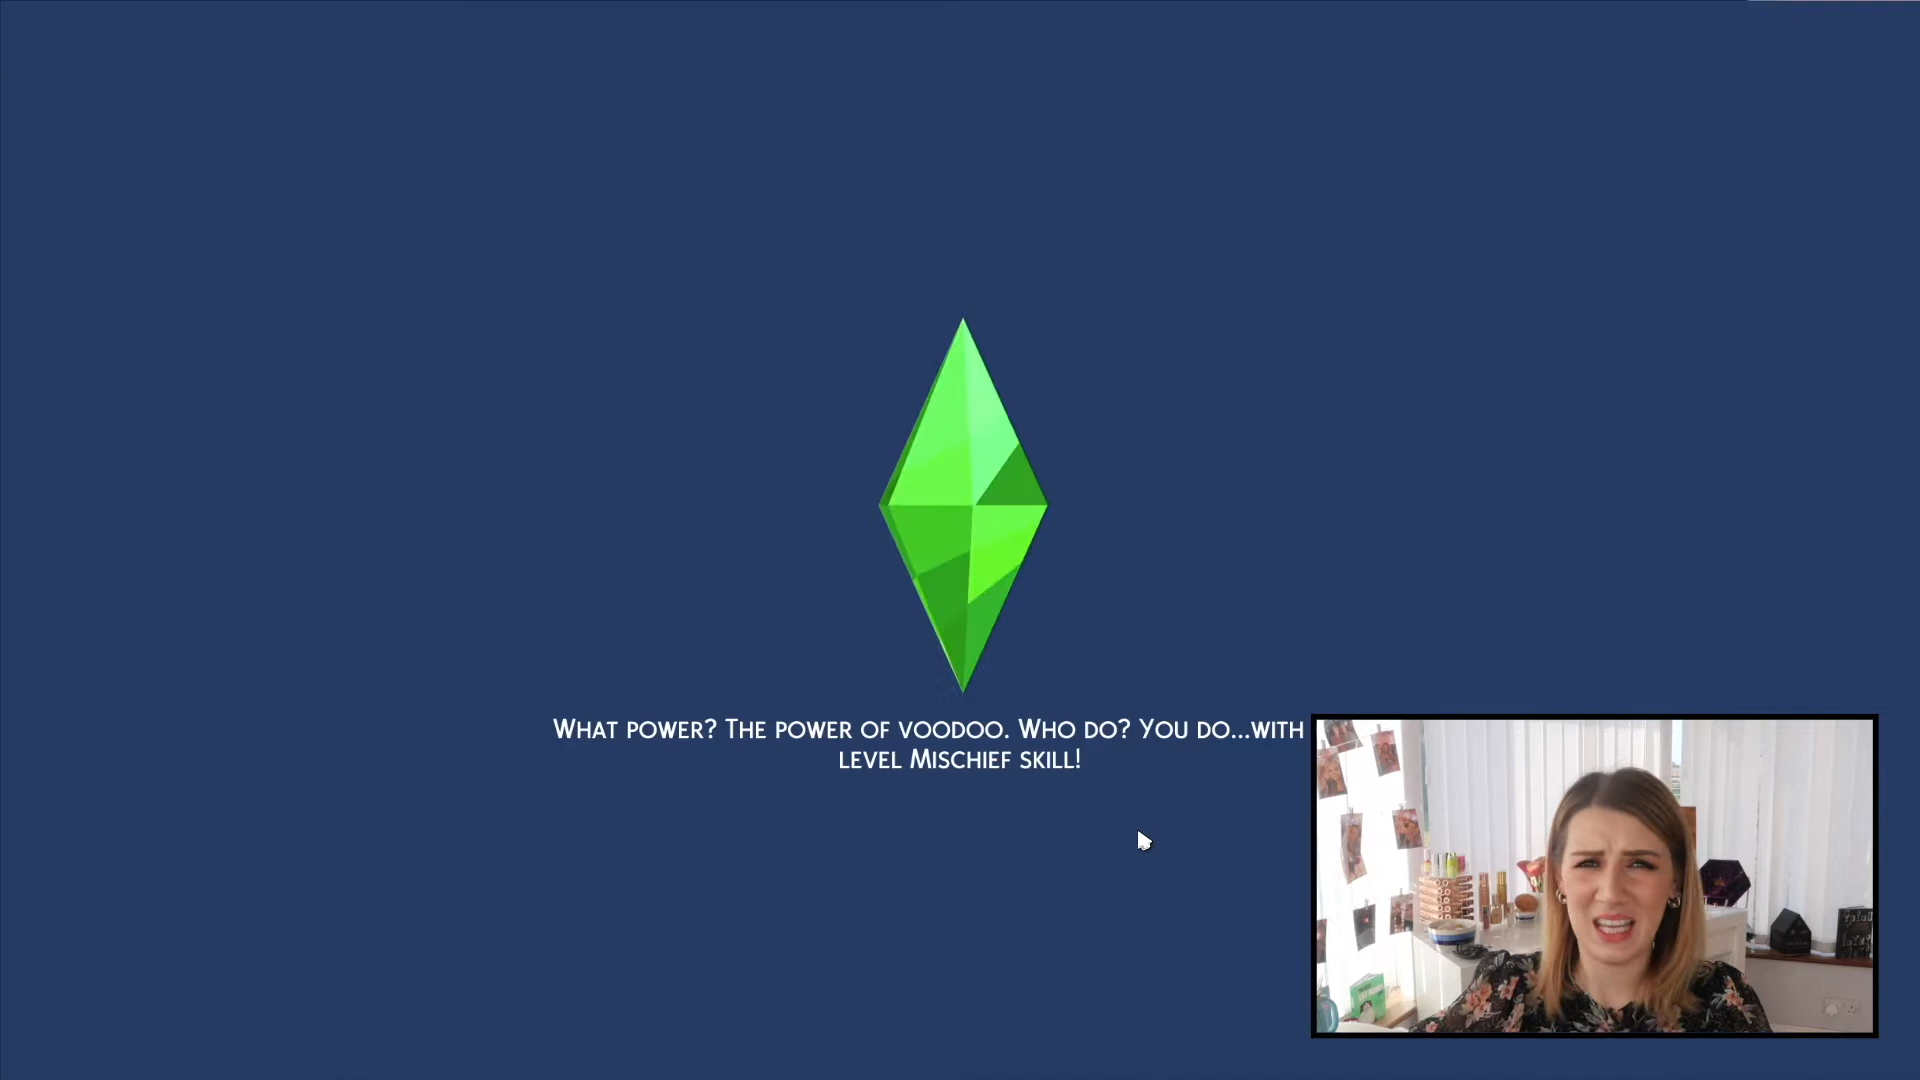 What power? The power of voodoo. Who do? You do...with
level Mischief skill!